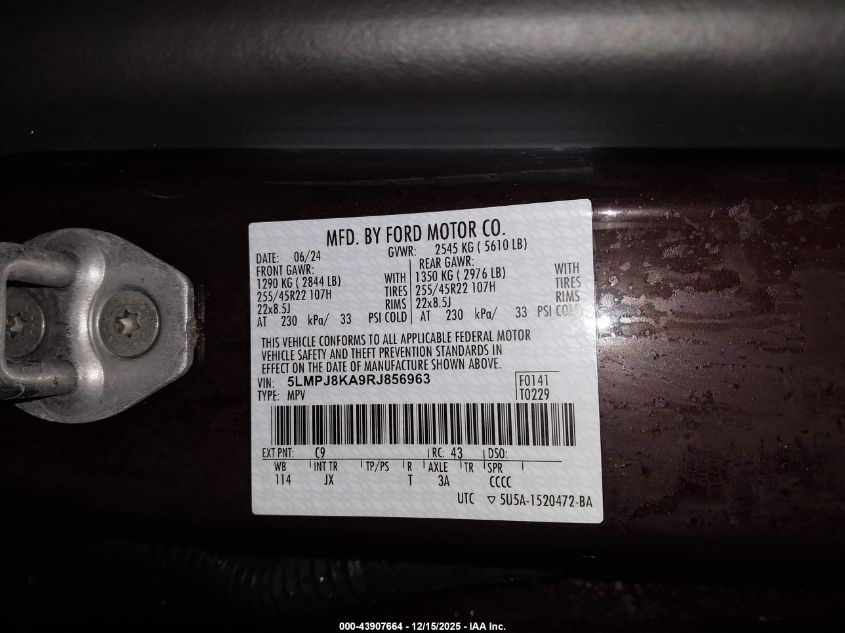 MFD. BY FORD MOTOR CO.
DATE: 06/24 GVWR: 2545 KG ( 5610 LB)
FRONT GAWR: REAR GAWR:
1290 KG ( 2844 LB) WITH 1350 KG ( 2976 LB) WITH
255/45R22 107H TIRES 255/45R22 107H TIRES
22x8.5J RIMS 22x8.5J RIMS
AT 230 kPa/ 33 PSI COLD AT 230 kPa/ 33 PSI COLD
THIS VEHICLE CONFORMS TO ALL APPLICABLE FEDERAL MOTOR
VEHICLE SAFETY AND THEFT PREVENTION STANDARDS IN
EFFECT ON THE DATE OF MANUFACTURE SHOWN ABOVE.
VIN: 5LMPJ8KA9RJ856963 F0141
TYPE: MPV T0229
EXT PNT: C9 RC: 43 DSO:
WB INT TR TP/PS R AXLE TR SPR
114 JX T 3A CCCC
UTC ▽ 5U5A-1520472-BA
000-43907664 - 12/15/2025 - IAA Inc.